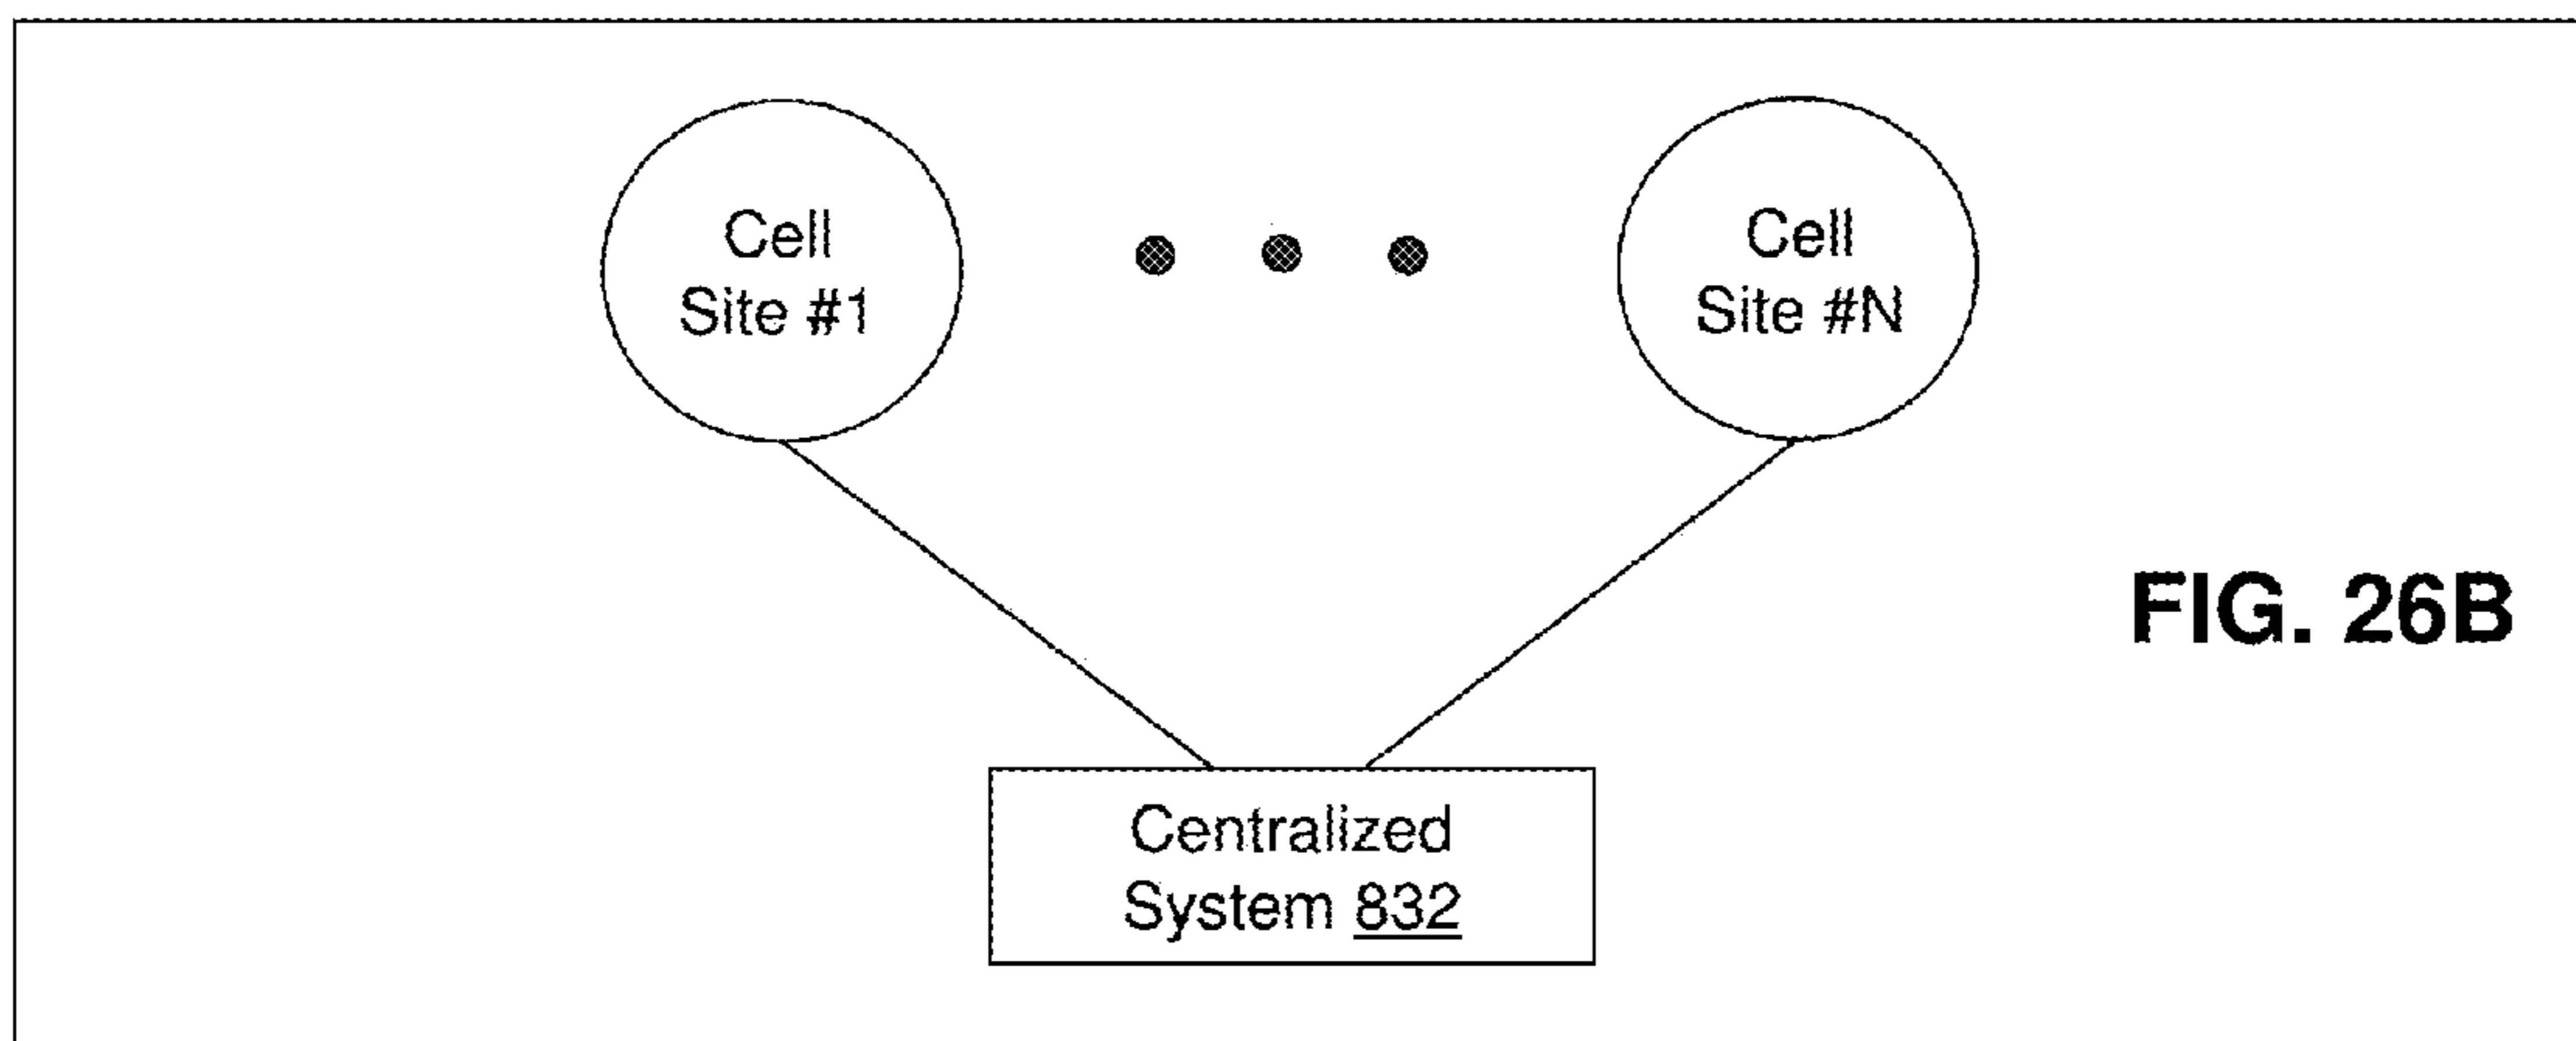 Cell
Site #1
Cell
Site #N
FIG. 26B
Centralized
System 832